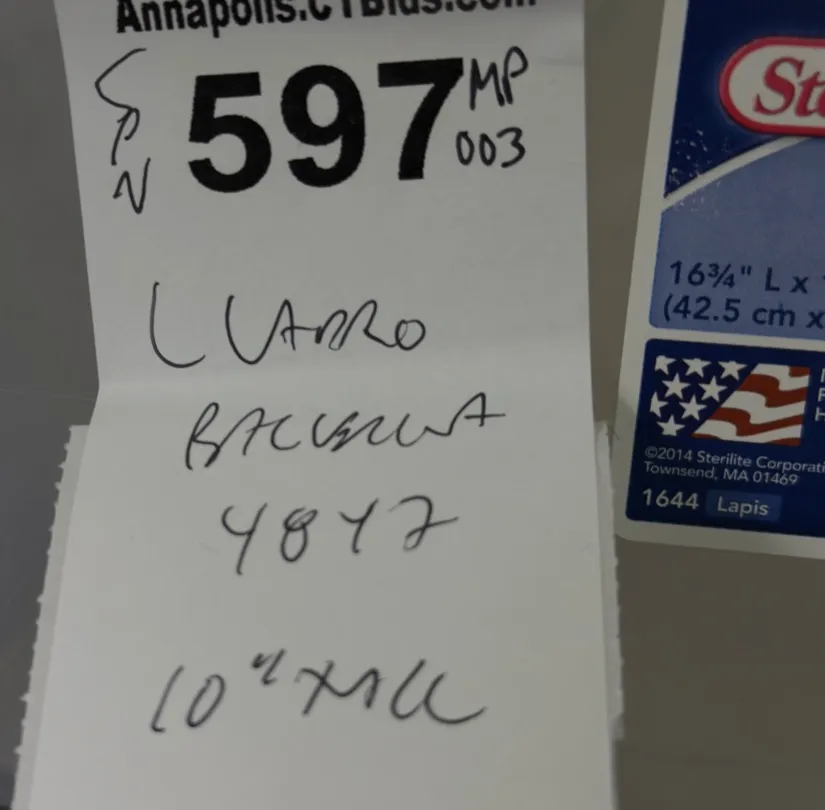 Annapolis.CTBids.com
597 MP
003
LLADRO
BALLERINA
4847
10" TALL
Ste
16¾" L x
(42.5 cm x
©2014 Sterilite Corporati
Townsend, MA 01469
1644 Lapis